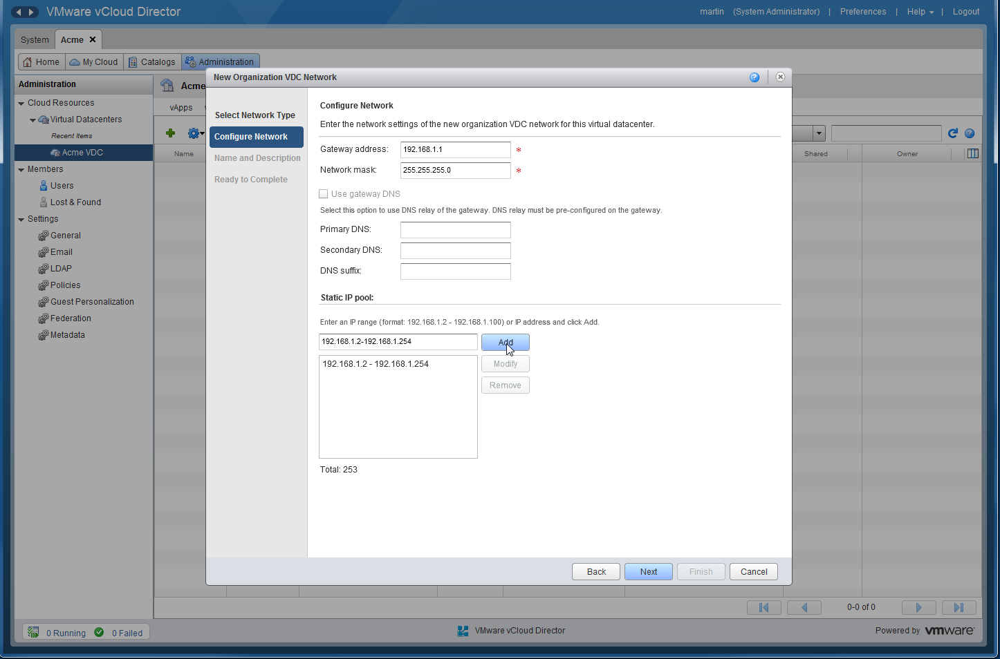 VMware vCloud Director
martin (System Administrator) | Preferences | Help | Logout
System Acme
Home My Cloud Catalogs Administration
Administration
Cloud Resources
Virtual Datacenters
Recent Items
Acme VDC
Members
Users
Lost & Found
Settings
General
Email
LDAP
Policies
Guest Personalization
Federation
Metadata
Acme
vApps
Name Shared Owner
New Organization VDC Network
Select Network Type
Configure Network
Name and Description
Ready to Complete
Configure Network
Enter the network settings of the new organization VDC network for this virtual datacenter.
Gateway address: 192.168.1.1 *
Network mask: 255.255.255.0 *
Use gateway DNS
Select this option to use DNS relay of the gateway. DNS relay must be pre-configured on the gateway.
Primary DNS:
Secondary DNS:
DNS suffix:
Static IP pool:
Enter an IP range (format: 192.168.1.2 - 192.168.1.100) or IP address and click Add.
192.168.1.2-192.168.1.254 Add
192.168.1.2 - 192.168.1.254 Modify
Remove
Total: 253
Back Next Finish Cancel
0-0 of 0
0 Running 0 Failed
VMware vCloud Director
Powered by vmware